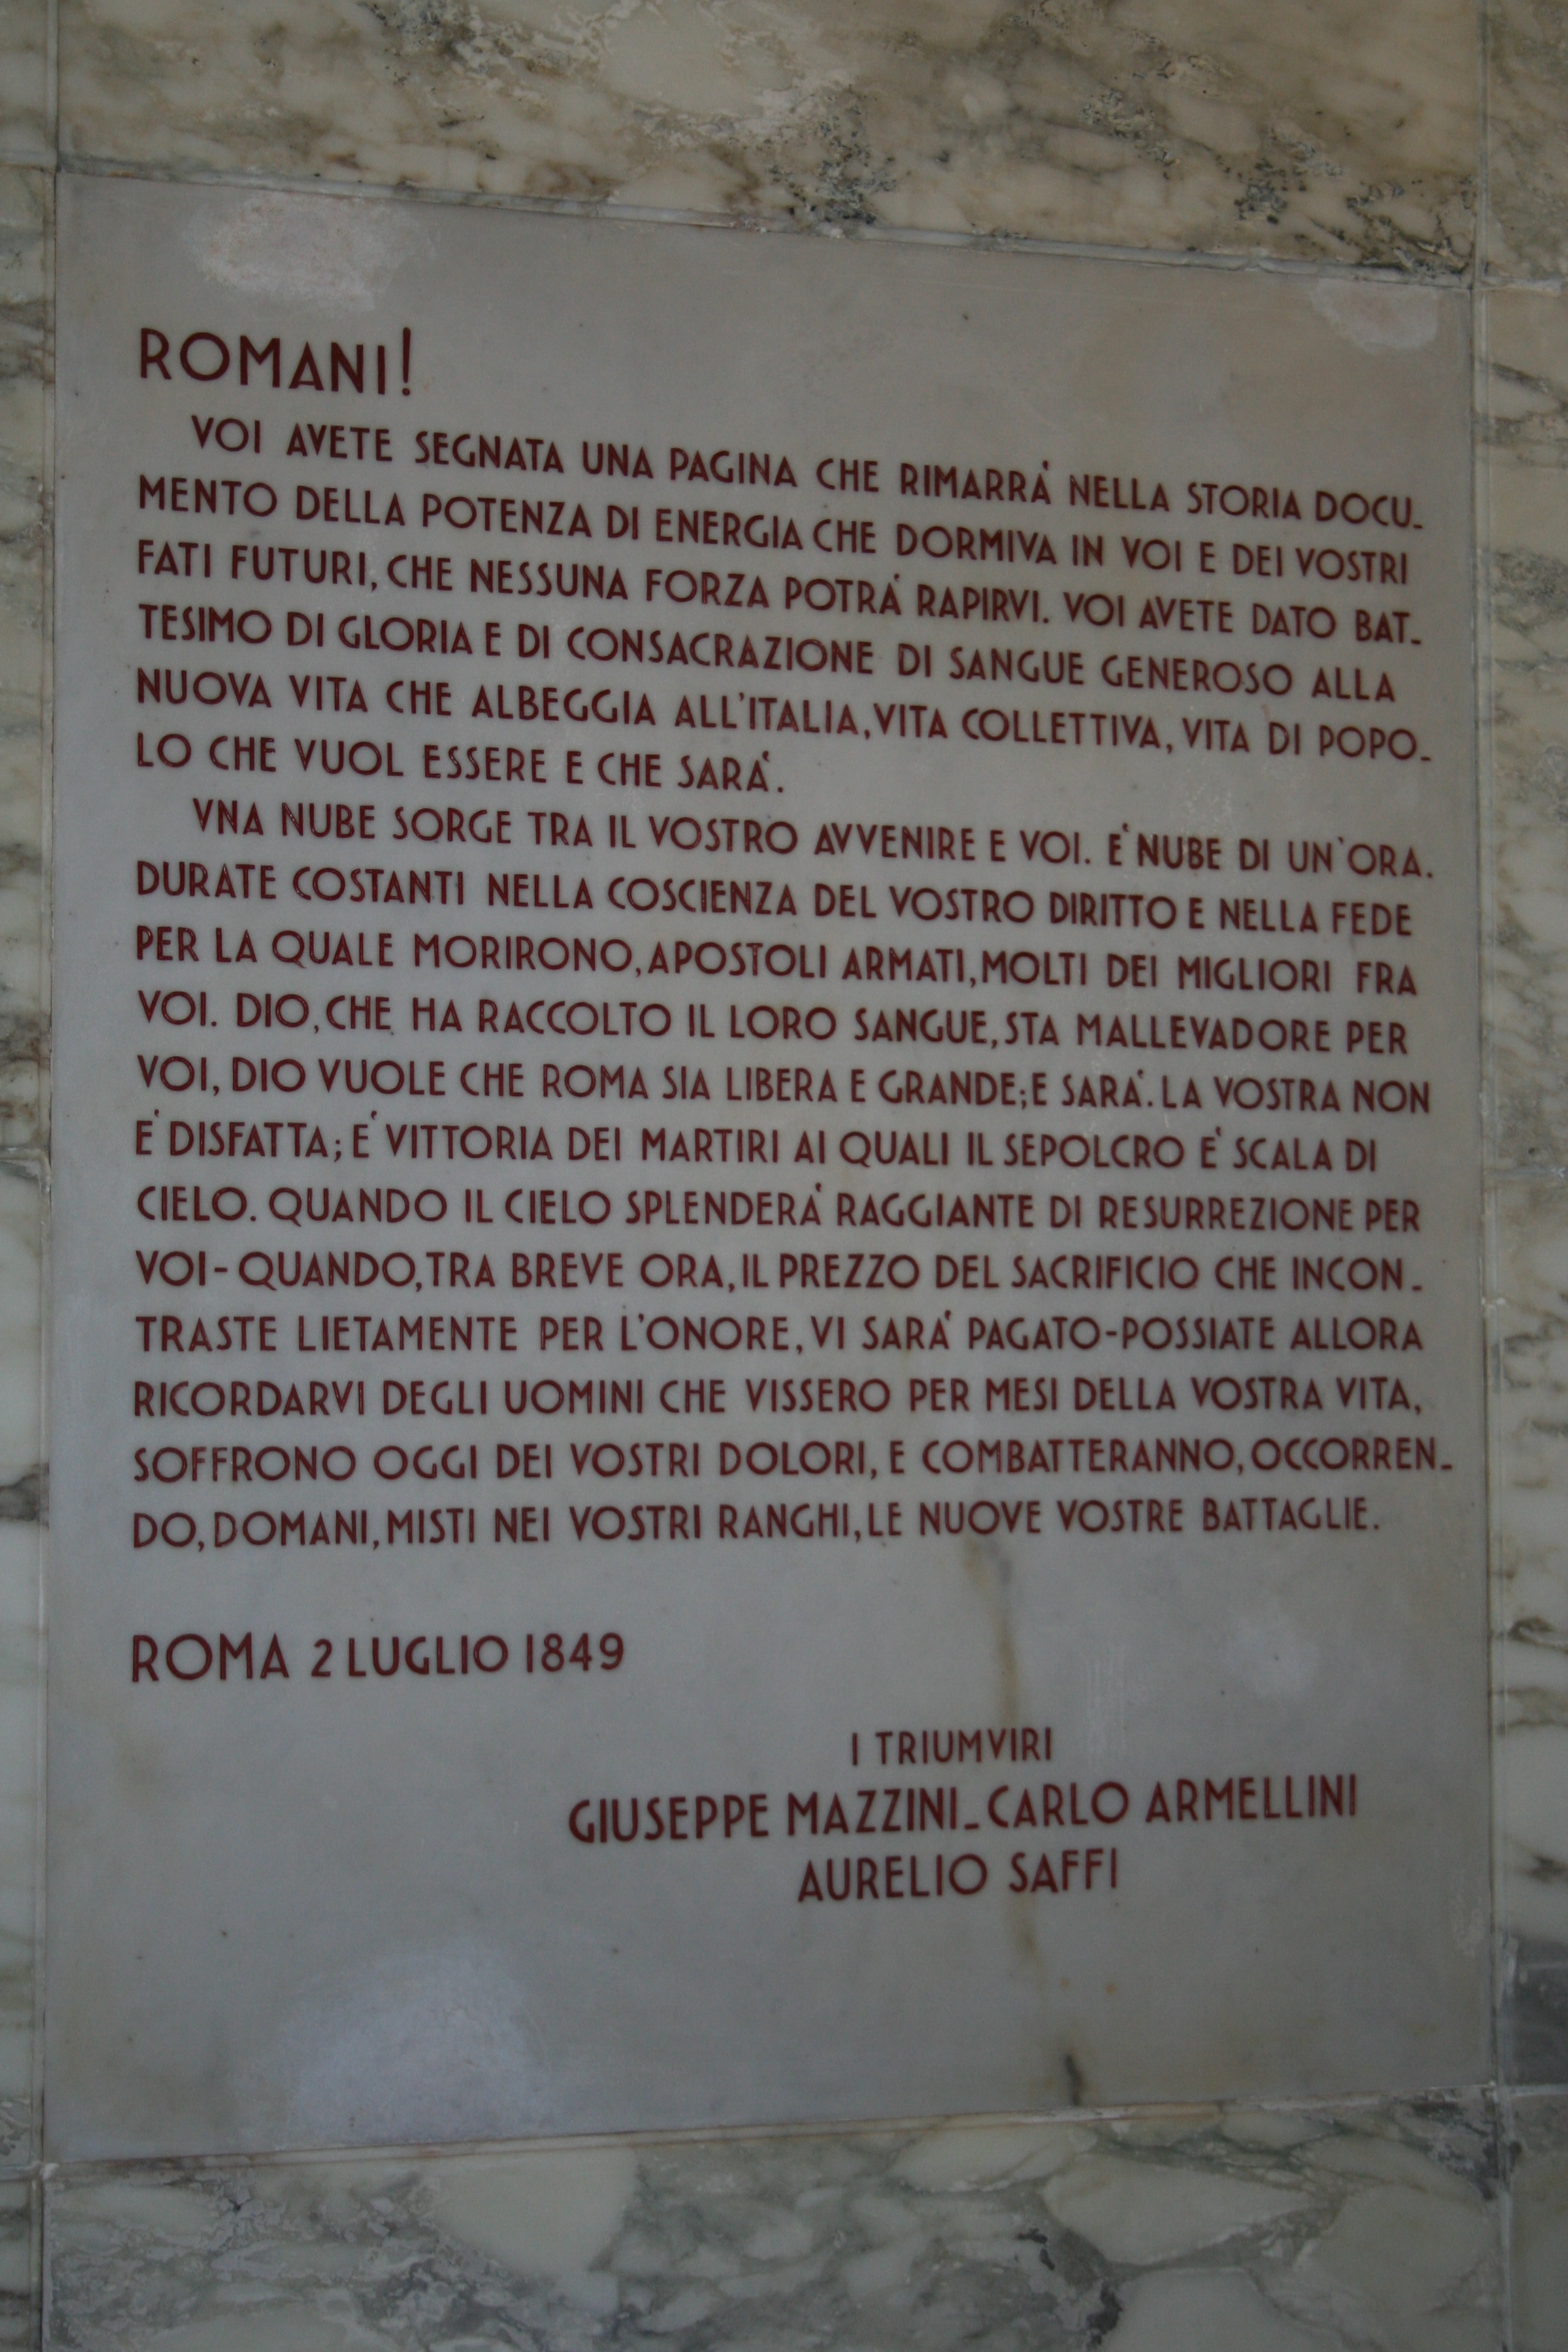 ROMANI!
VOI AVETE SEGNATA UNA PAGINA CHE RIMARRÁ NELLA STORIA DOCU-
MENTO DELLA POTENZA DI ENERGIA CHE DORMIVA IN VOI E DEI VOSTRI
FATI FUTURI, CHE NESSUNA FORZA POTRÁ RAPIRVI. VOI AVETE DATO BAT-
TESIMO DI GLORIA E DI CONSACRAZIONE DI SANGUE GENEROSO ALLA
NUOVA VITA CHE ALBEGGIA ALL'ITALIA, VITA COLLETTIVA, VITA DI POPO-
LO CHE VUOL ESSERE E CHE SARÁ.
VNA NUBE SORGE TRA IL VOSTRO AVVENIRE E VOI. É NUBE DI UN'ORA.
DURATE COSTANTI NELLA COSCIENZA DEL VOSTRO DIRITTO E NELLA FEDE
PER LA QUALE MORIRONO, APOSTOLI ARMATI, MOLTI DEI MIGLIORI FRA
VOI. DIO, CHE HA RACCOLTO IL LORO SANGUE, STA MALLEVADORE PER
VOI, DIO VUOLE CHE ROMA SIA LIBERA E GRANDE; E SARÁ. LA VOSTRA NON
É DISFATTA; É VITTORIA DEI MARTIRI AI QUALI IL SEPOLCRO É SCALA DI
CIELO. QUANDO IL CIELO SPLENDERÁ RAGGIANTE DI RESURREZIONE PER
VOI - QUANDO, TRA BREVE ORA, IL PREZZO DEL SACRIFICIO CHE INCON-
TRASTE LIETAMENTE PER L'ONORE, VI SARÁ PAGATO - POSSIATE ALLORA
RICORDARVI DEGLI UOMINI CHE VISSERO PER MESI DELLA VOSTRA VITA,
SOFFRONO OGGI DEI VOSTRI DOLORI, E COMBATTERANNO, OCCORREN-
DO, DOMANI, MISTI NEI VOSTRI RANGHI, LE NUOVE VOSTRE BATTAGLIE.
ROMA 2 LUGLIO 1849
I TRIUMVIRI
GIUSEPPE MAZZINI - CARLO ARMELLINI
AURELIO SAFFI